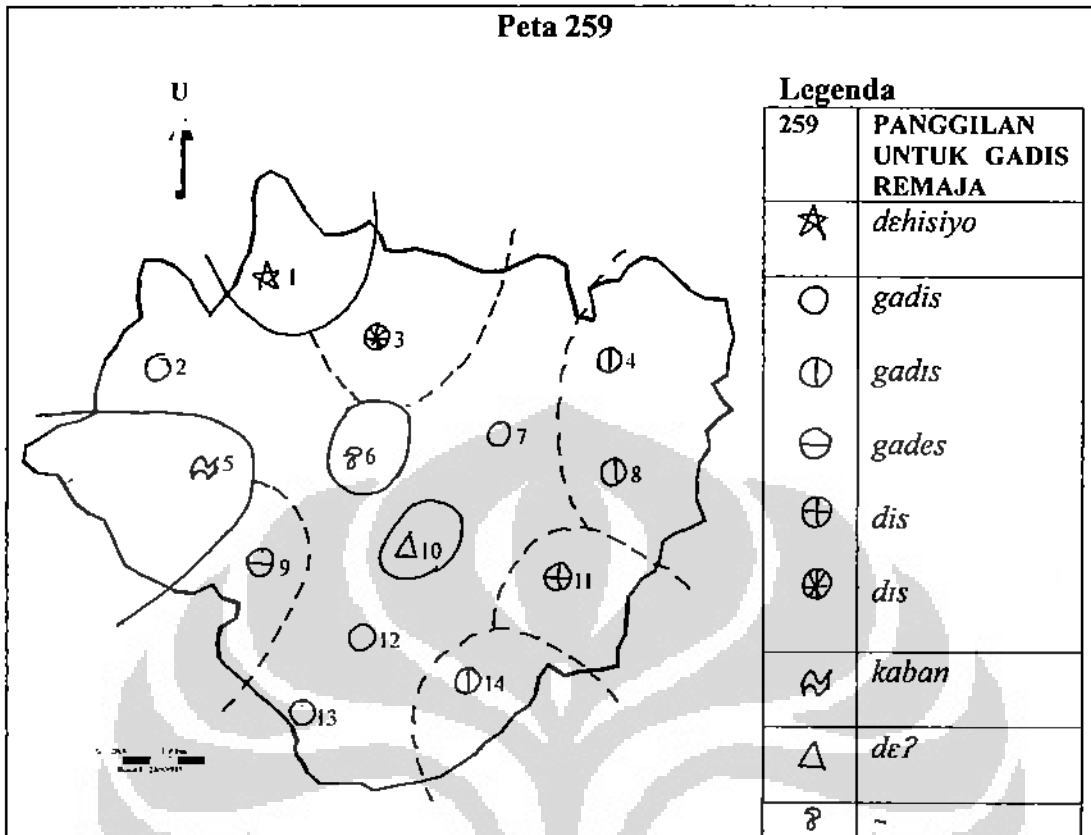 Peta 259
U
Legenda
259 PANGGILAN
UNTUK GADIS
REMAJA
dɛhisiyo
gadis
gadɪs
gades
dis
dɪs
kaban
dɛ?
-
1
2
3
4
5
6
7
8
9
10
11
12
13
14